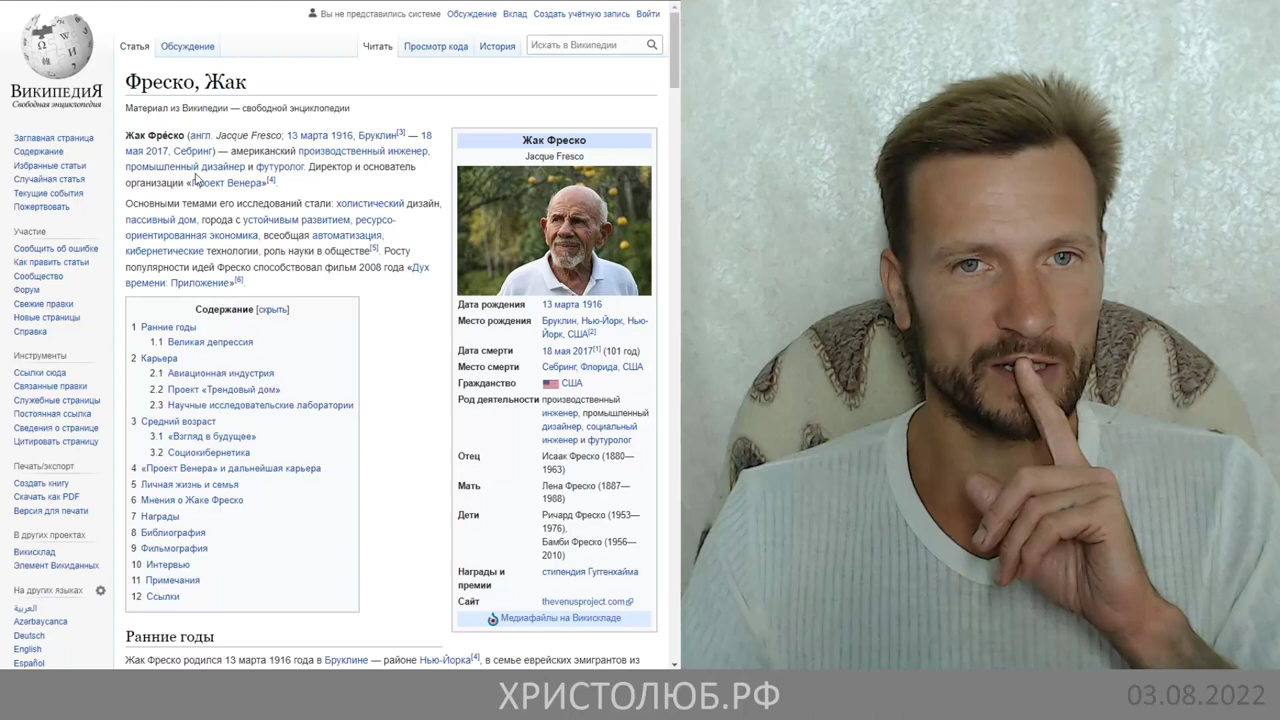 Вы не представились системе Обсуждение Вклад Создать учётную запись Войти
Статья Обсуждение Читать Просмотр кода История Искать в Википедии
ВИКИПЕДИЯ
Свободная энциклопедия
Заглавная страница
Содержание
Избранные статьи
Случайная статья
Текущие события
Пожертвовать
Участие
Сообщить об ошибке
Как править статьи
Сообщество
Форум
Свежие правки
Новые страницы
Справка
Инструменты
Ссылки сюда
Связанные правки
Служебные страницы
Постоянная ссылка
Сведения о странице
Цитировать страницу
Печать/экспорт
Создать книгу
Скачать как PDF
Версия для печати
В других проектах
Викисклад
Элемент Викиданных
На других языках
العربية
Azərbaycanca
Deutsch
English
Español
Фреско, Жак
Материал из Википедии — свободной энциклопедии
Жак Фре́ско (англ. Jacque Fresco; 13 марта 1916, Бруклин[3] — 18
мая 2017, Себринг) — американский производственный инженер,
промышленный дизайнер и футуролог. Директор и основатель
организации «Проект Венера»[4].
Основными темами его исследований стали: холистический дизайн,
пассивный дом, города с устойчивым развитием, ресурсо-
ориентированная экономика, всеобщая автоматизация,
кибернетические технологии, роль науки в обществе[5]. Росту
популярности идей Фреско способствовал фильм 2008 года «Дух
времени: Приложение»[6].
Содержание [скрыть]
1 Ранние годы
1.1 Великая депрессия
2 Карьера
2.1 Авиационная индустрия
2.2 Проект «Трендовый дом»
2.3 Научные исследовательские лаборатории
3 Средний возраст
3.1 «Взгляд в будущее»
3.2 Социокибернетика
4 «Проект Венера» и дальнейшая карьера
5 Личная жизнь и семья
6 Мнения о Жаке Фреско
7 Награды
8 Библиография
9 Фильмография
10 Интервью
11 Примечания
12 Ссылки
Ранние годы
Жак Фреско родился 13 марта 1916 года в Бруклине — районе Нью-Йорка[4], в семье еврейских эмигрантов из
Жак Фреско
Jacque Fresco
Дата рождения 13 марта 1916
Место рождения Бруклин, Нью-Йорк, Нью-
Йорк, США[2]
Дата смерти 18 мая 2017[1] (101 год)
Место смерти Себринг, Флорида, США
Гражданство США
Род деятельности производственный
инженер, промышленный
дизайнер, социальный
инженер и футуролог
Отец Исаак Фреско (1880—
1963)
Мать Лена Фреско (1887—
1988)
Дети Ричард Фреско (1953—
1976),
Бамби Фреско (1956—
2010)
Награды и стипендия Гуггенхайма
премии
Сайт thevenusproject.com
Медиафайлы на Викискладе
ХРИСТОЛЮБ.РФ
03.08.2022